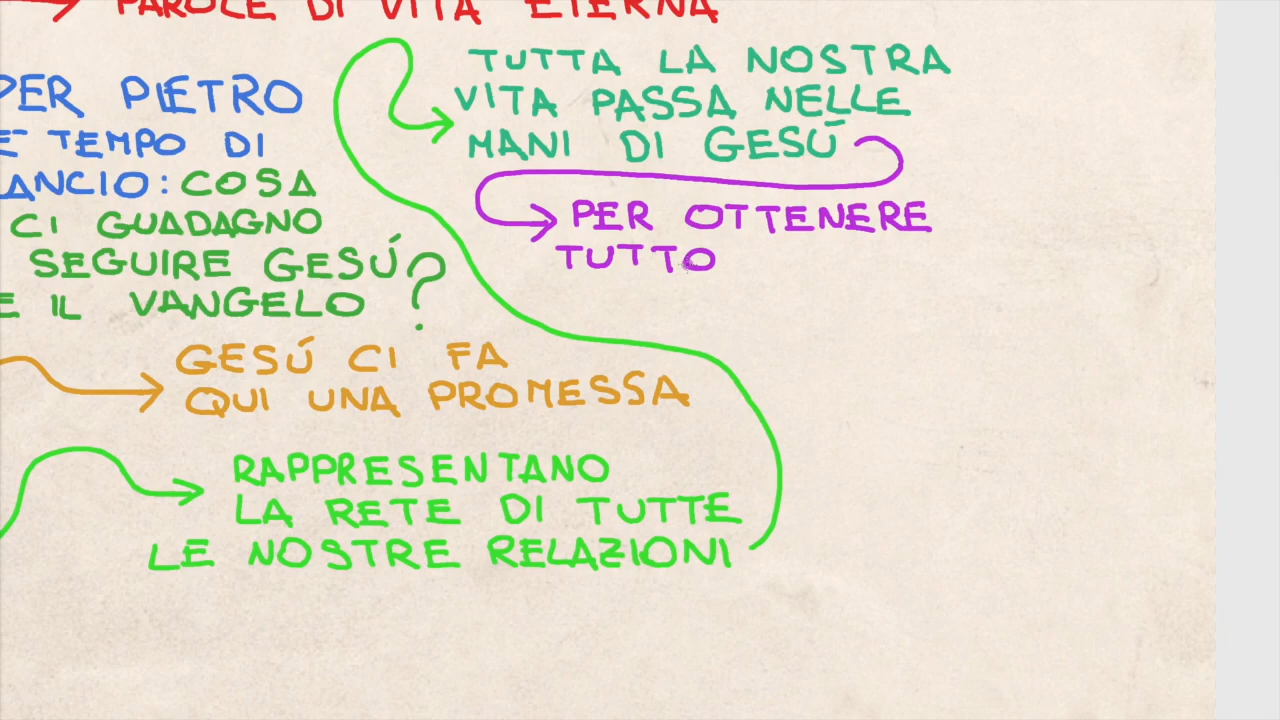 PAROLE DI VITA ETERNA
TUTTA LA NOSTRA
VITA PASSA NELLE
MANI DI GESÚ
PER OTTENERE
TUTTO
PER PIETRO
É TEMPO DI
COSA
CI GUADAGNO
SEGUIRE GESÚ?
E IL VANGELO
GESÚ CI FA
QUI UNA PROMESSA
RAPPRESENTANO
LA RETE DI TUTTE
LE NOSTRE RELAZIONI